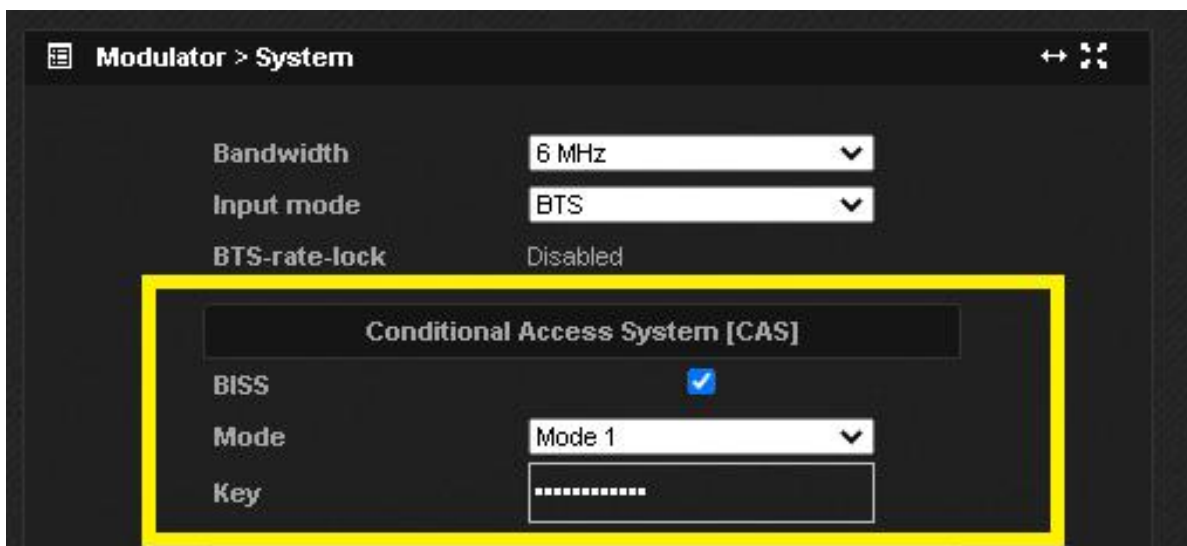 Modulator > System
Bandwidth 6 MHz
Input mode BTS
BTS-rate-lock Disabled
Conditional Access System [CAS]
BISS
Mode Mode 1
Key ••••••••••••